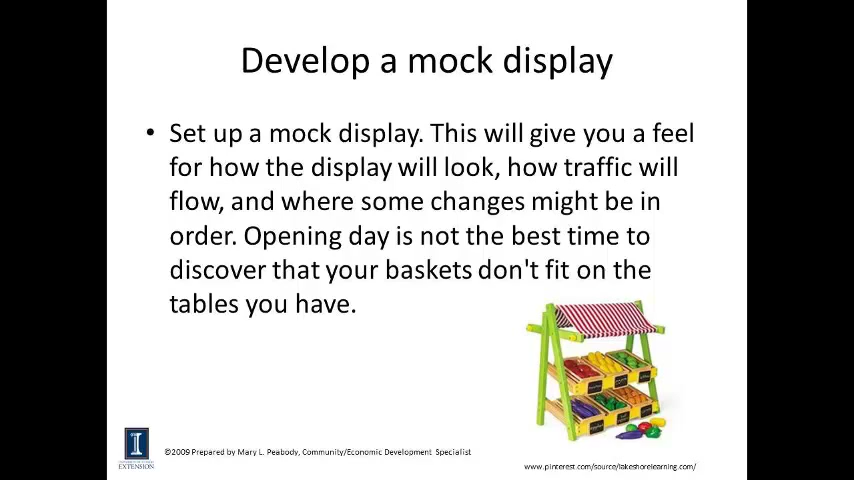 Develop a mock display
• Set up a mock display. This will give you a feel
for how the display will look, how traffic will
flow, and where some changes might be in
order. Opening day is not the best time to
discover that your baskets don't fit on the
tables you have.
I
EXTENSION
©2009 Prepared by Mary L. Peabody, Community/Economic Development Specialist
www.pinterest.com/source/lakeshorelearning.com/